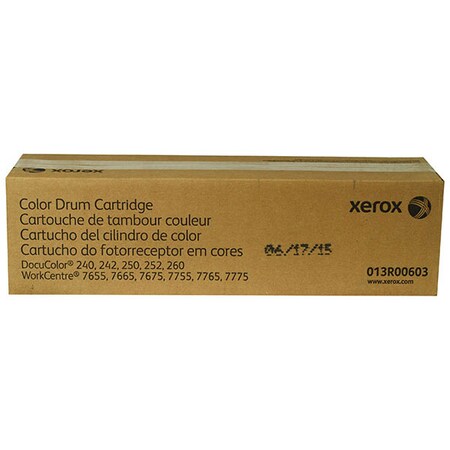 Color Drum Cartridge
Cartouche de tambour couleur
Cartucho del cilindro de color
Cartucho do fotorreceptor em cores
DocuColor® 240, 242, 250, 252, 260
WorkCentre® 7655, 7665, 7675, 7755, 7765, 7775
xerox
06/17/15
013R00603
www.xerox.com